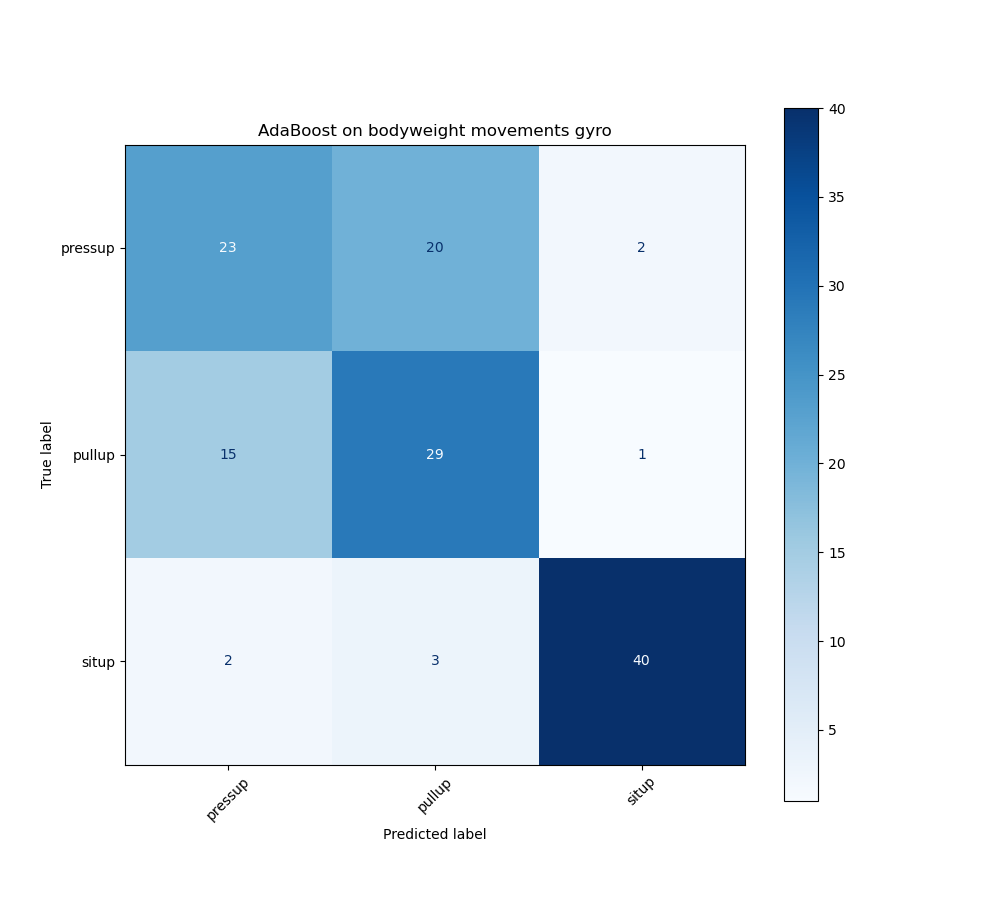 AdaBoost on bodyweight movements gyro
True label
pressup 23 20 2
pullup 15 29 1
situp 2 3 40
pressup pullup situp
Predicted label
40
35
30
25
20
15
10
5